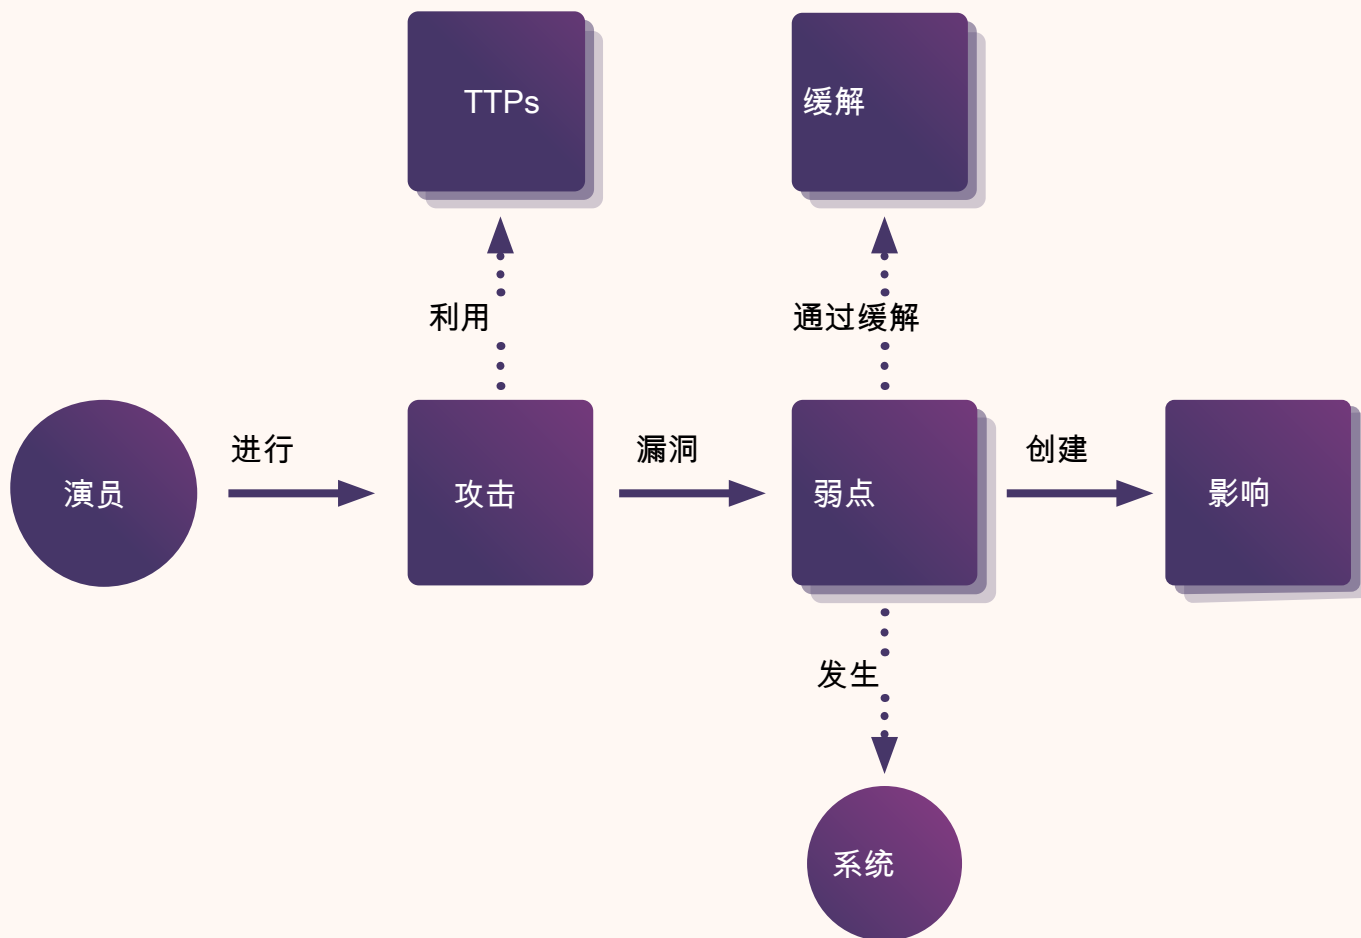 TTPs
缓解
利用
通过缓解
演员
进行
攻击
漏洞
弱点
创建
影响
发生
系统